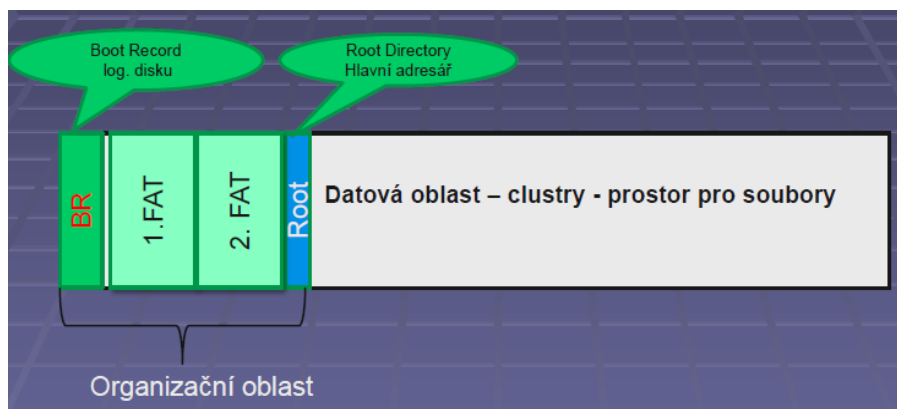 Boot Record
log. disku
Root Directory
Hlavní adresář
BR
1.FAT
2. FAT
Root
Datová oblast – clustry - prostor pro soubory
Organizační oblast